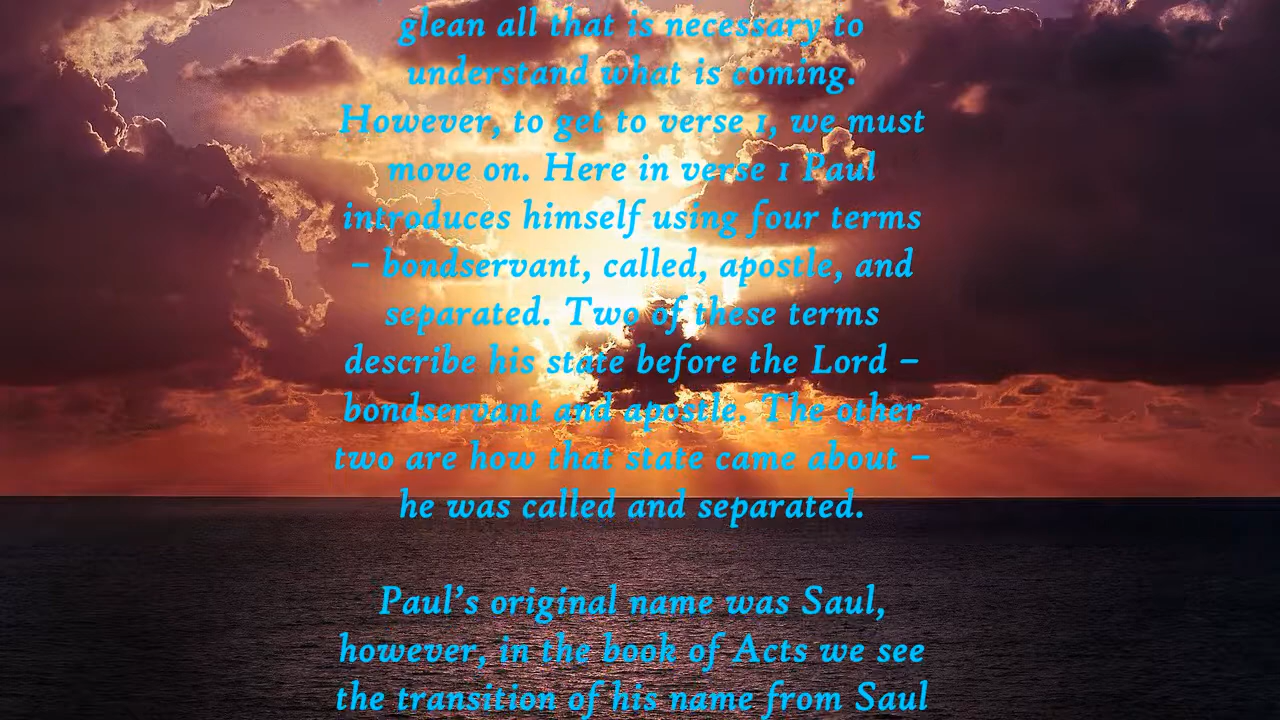 glean all that is necessary to
understand what is coming.
However, to get to verse 1, we must
move on. Here in verse 1 Paul
introduces himself using four terms
– bondservant, called, apostle, and
separated. Two of these terms
describe his state before the Lord –
bondservant and apostle. The other
two are how that state came about –
he was called and separated.
Paul’s original name was Saul,
however, in the book of Acts we see
the transition of his name from Saul